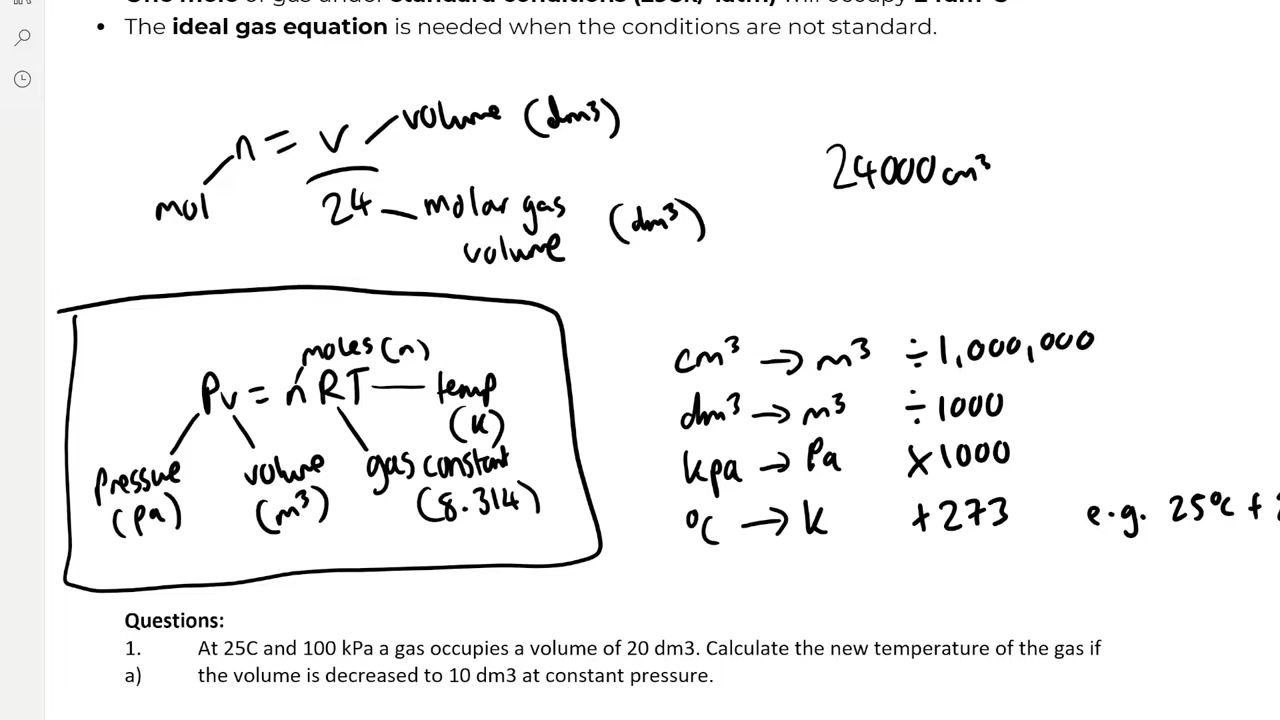 The ideal gas equation is needed when the conditions are not standard.
n = v
24
mol
volume (dm³)
molar gas volume (dm³)
24000cm³
Pv = nRT
moles (n)
temp (K)
Pressure (pa)
volume (m³)
gas constant (8.314)
cm³ → m³ ÷1,000,000
dm³ → m³ ÷1000
kpa → Pa ×1000
°C → K +273 e.g. 25°C +
Questions:
1. At 25C and 100 kPa a gas occupies a volume of 20 dm3. Calculate the new temperature of the gas if
a) the volume is decreased to 10 dm3 at constant pressure.